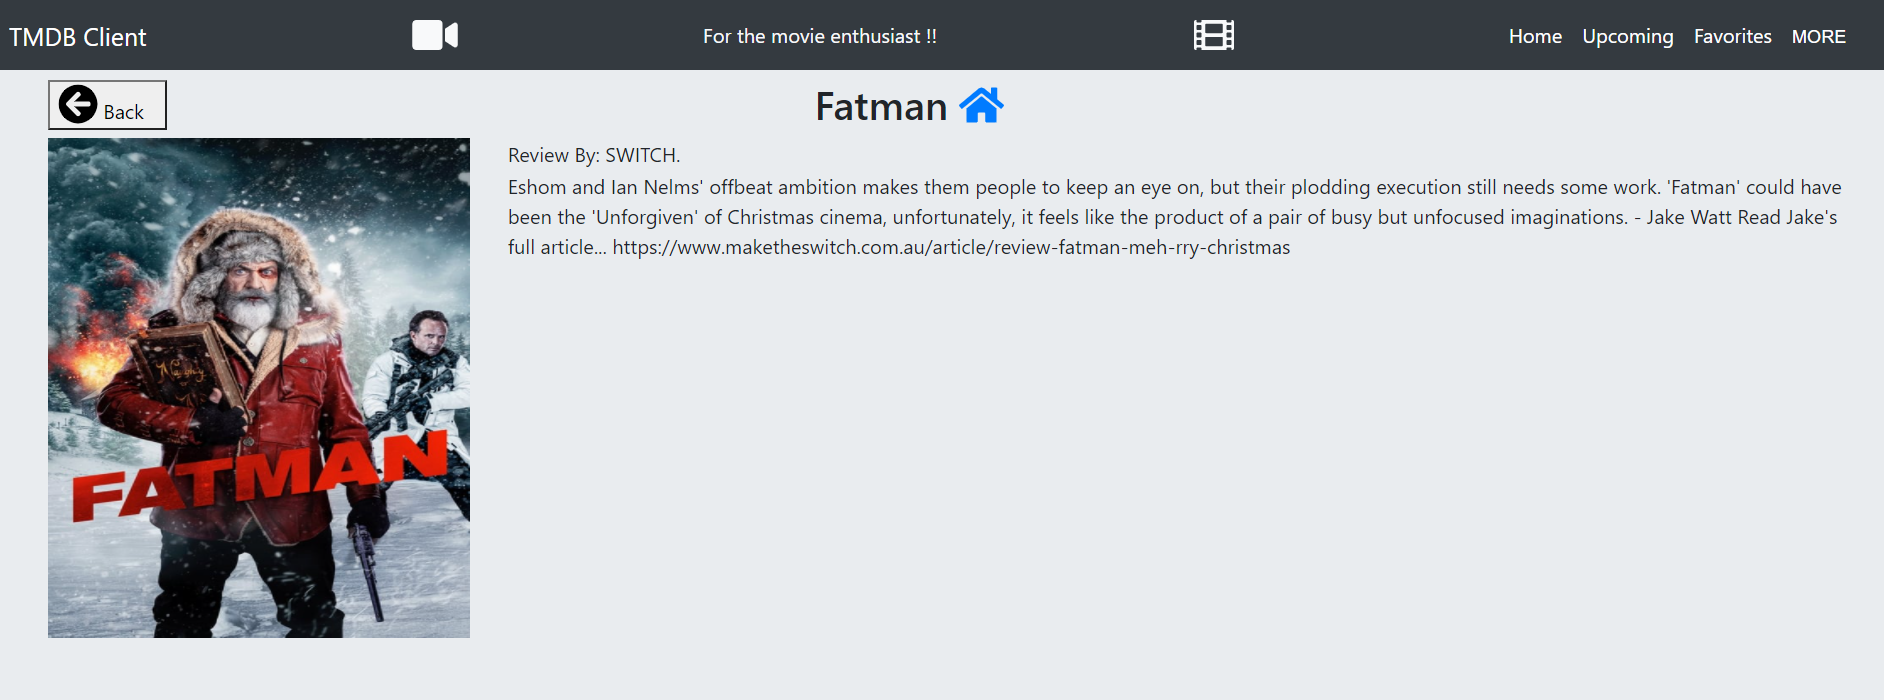 TMDB Client
For the movie enthusiast !!
Home Upcoming Favorites MORE
Back
Fatman
Review By: SWITCH.
Eshom and Ian Nelms' offbeat ambition makes them people to keep an eye on, but their plodding execution still needs some work. 'Fatman' could have
been the 'Unforgiven' of Christmas cinema, unfortunately, it feels like the product of a pair of busy but unfocused imaginations. - Jake Watt Read Jake's
full article... https://www.maketheswitch.com.au/article/review-fatman-meh-rry-christmas
Naughty
FATMAN